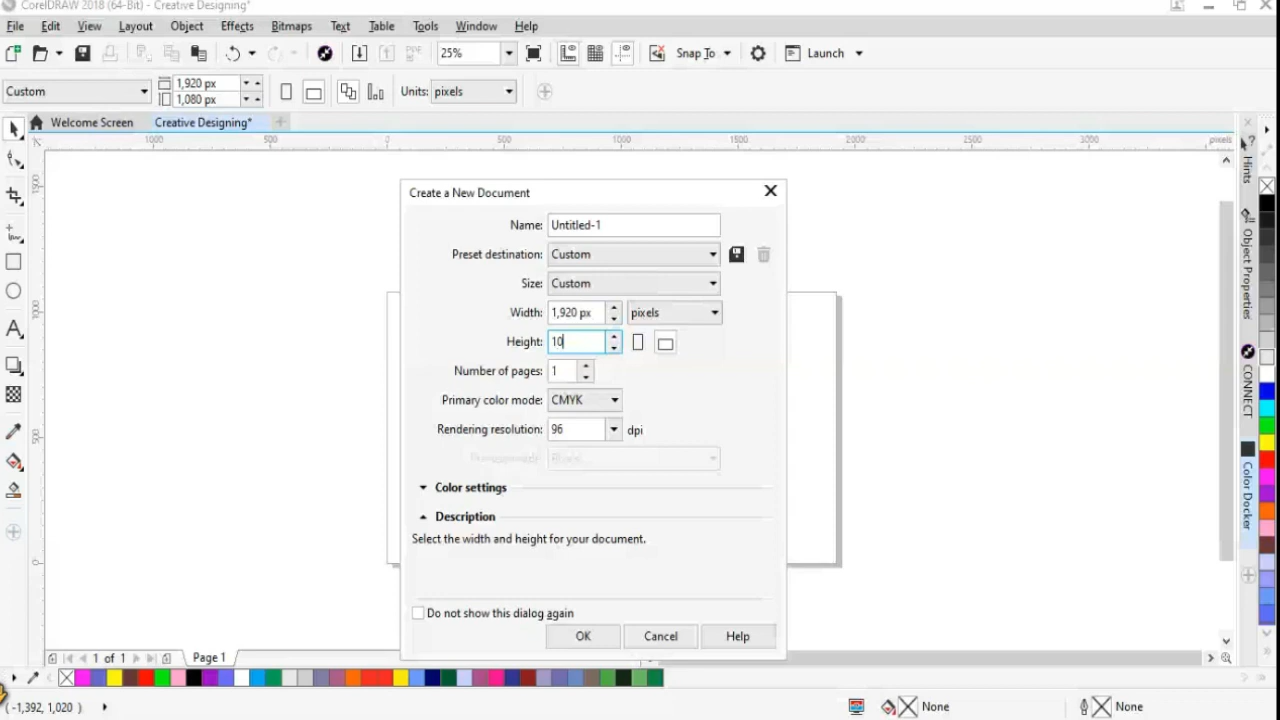 CorelDRAW 2018 (64-Bit) - Creative Designing*
File Edit View Layout Object Effects Bitmaps Text Table Tools Window Help
25% Snap To Launch
Custom 1,920 px Units: pixels
1,080 px
Welcome Screen Creative Designing*
1000 500 0 500 1000 1500 2000 2500 3000 pixels
Create a New Document
Name: Untitled-1
Preset destination: Custom
Size: Custom
Width: 1,920 px pixels
Height: 10
Number of pages: 1
Primary color mode: CMYK
Rendering resolution: 96 dpi
Color settings
Description
Select the width and height for your document.
Do not show this dialog again
OK Cancel Help
Hints
Object Properties
CONNECT
Color Docker
1 of 1 Page 1
( -1,392, 1,020 ) None None